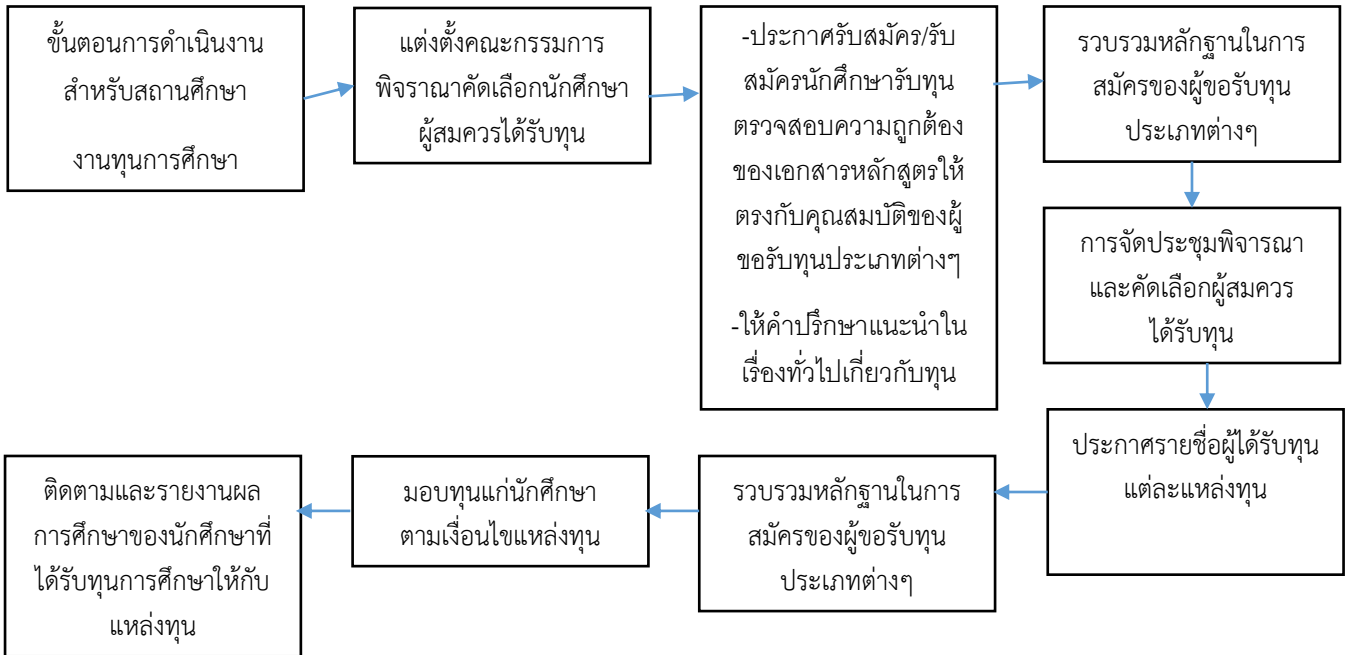 ขั้นตอนการดำเนินงาน
สำหรับสถานศึกษา
งานทุนการศึกษา
แต่งตั้งคณะกรรมการ
พิจราณาคัดเลือกนักศึกษา
ผู้สมควรได้รับทุน
-ประกาศรับสมัคร/รับ
สมัครนักศึกษารับทุน
ตรวจสอบความถูกต้อง
ของเอกสารหลักสูตรให้
ตรงกับคุณสมบัติของผู้
ขอรับทุนประเภทต่างๆ
-ให้คำปรึกษาแนะนำใน
เรื่องทั่วไปเกี่ยวกับทุน
รวบรวมหลักฐานในการ
สมัครของผู้ขอรับทุน
ประเภทต่างๆ
การจัดประชุมพิจารณา
และคัดเลือกผู้สมควร
ได้รับทุน
ประกาศรายชื่อผู้ได้รับทุน
แต่ละแหล่งทุน
รวบรวมหลักฐานในการ
สมัครของผู้ขอรับทุน
ประเภทต่างๆ
มอบทุนแก่นักศึกษา
ตามเงื่อนไขแหล่งทุน
ติดตามและรายงานผล
การศึกษาของนักศึกษาที่
ได้รับทุนการศึกษาให้กับ
แหล่งทุน